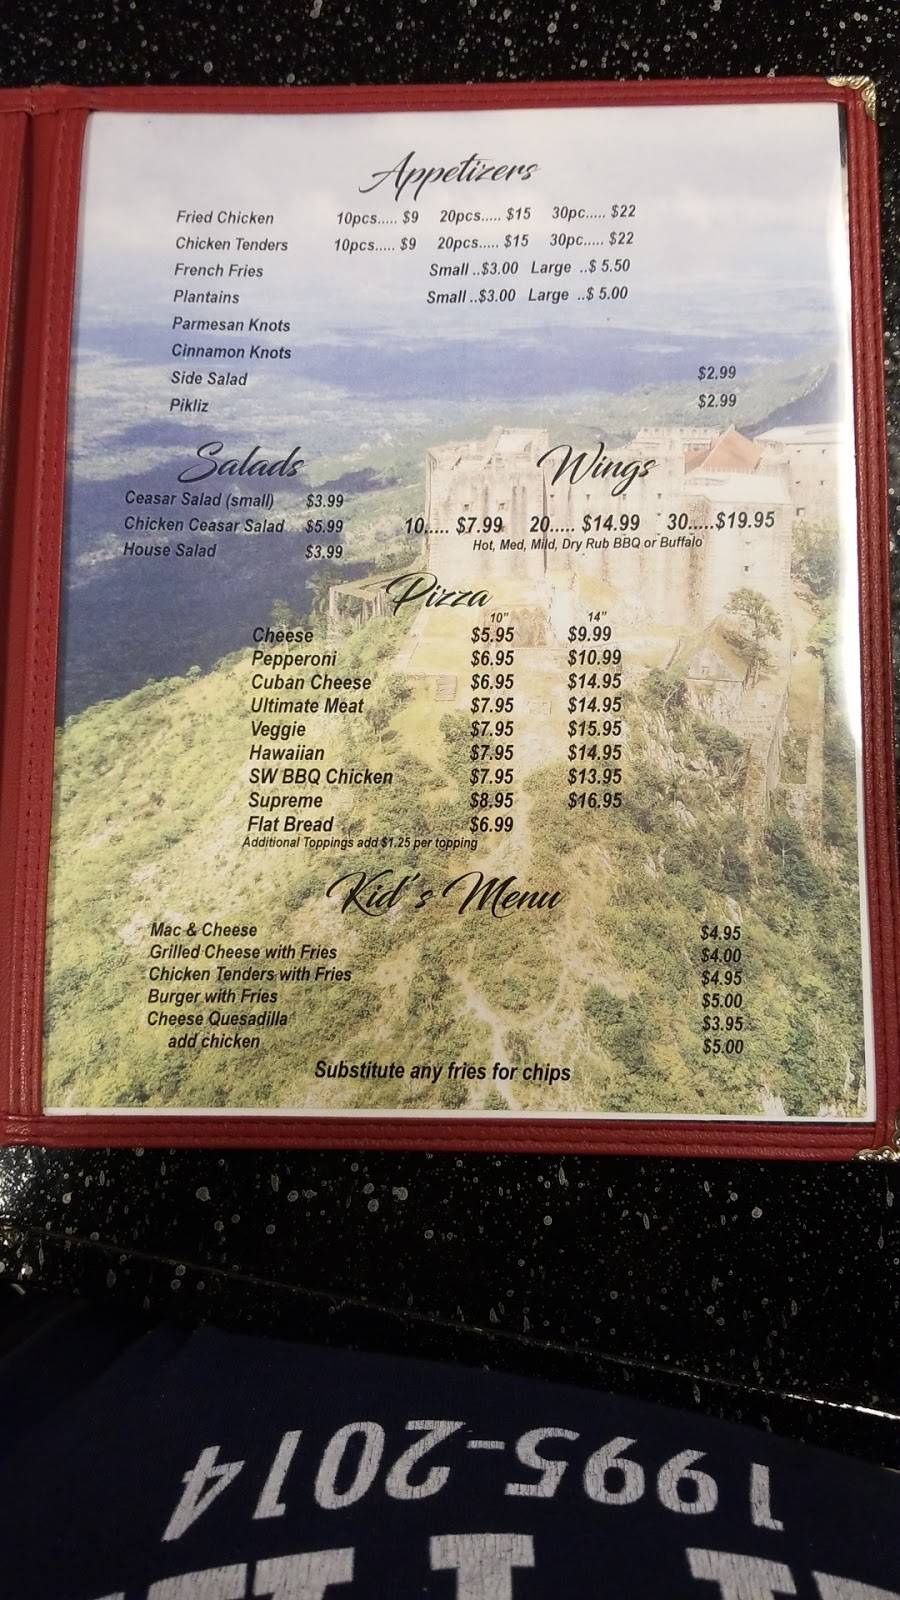 Appetizers
Fried Chicken 10pcs..... $9 20pcs..... $15 30pc..... $22
Chicken Tenders 10pcs..... $9 20pcs..... $15 30pc..... $22
French Fries Small ..$3.00 Large ..$ 5.50
Plantains Small ..$3.00 Large ..$ 5.00
Parmesan Knots
Cinnamon Knots
Side Salad $2.99
Pikliz $2.99
Salads
Ceasar Salad (small) $3.99
Chicken Ceasar Salad $5.99
House Salad $3.99
Wings
10..... $7.99 20..... $14.99 30.....$19.95
Hot, Med, Mild, Dry Rub BBQ or Buffalo
Pizza
10" 14"
Cheese $5.95 $9.99
Pepperoni $6.95 $10.99
Cuban Cheese $6.95 $14.95
Ultimate Meat $7.95 $14.95
Veggie $7.95 $15.95
Hawaiian $7.95 $14.95
SW BBQ Chicken $7.95 $13.95
Supreme $8.95 $16.95
Flat Bread $6.99
Additional Toppings add $1.25 per topping
Kid's Menu
Mac & Cheese $4.95
Grilled Cheese with Fries $4.00
Chicken Tenders with Fries $4.95
Burger with Fries $5.00
Cheese Quesadilla $3.95
add chicken $5.00
Substitute any fries for chips
1995-2014